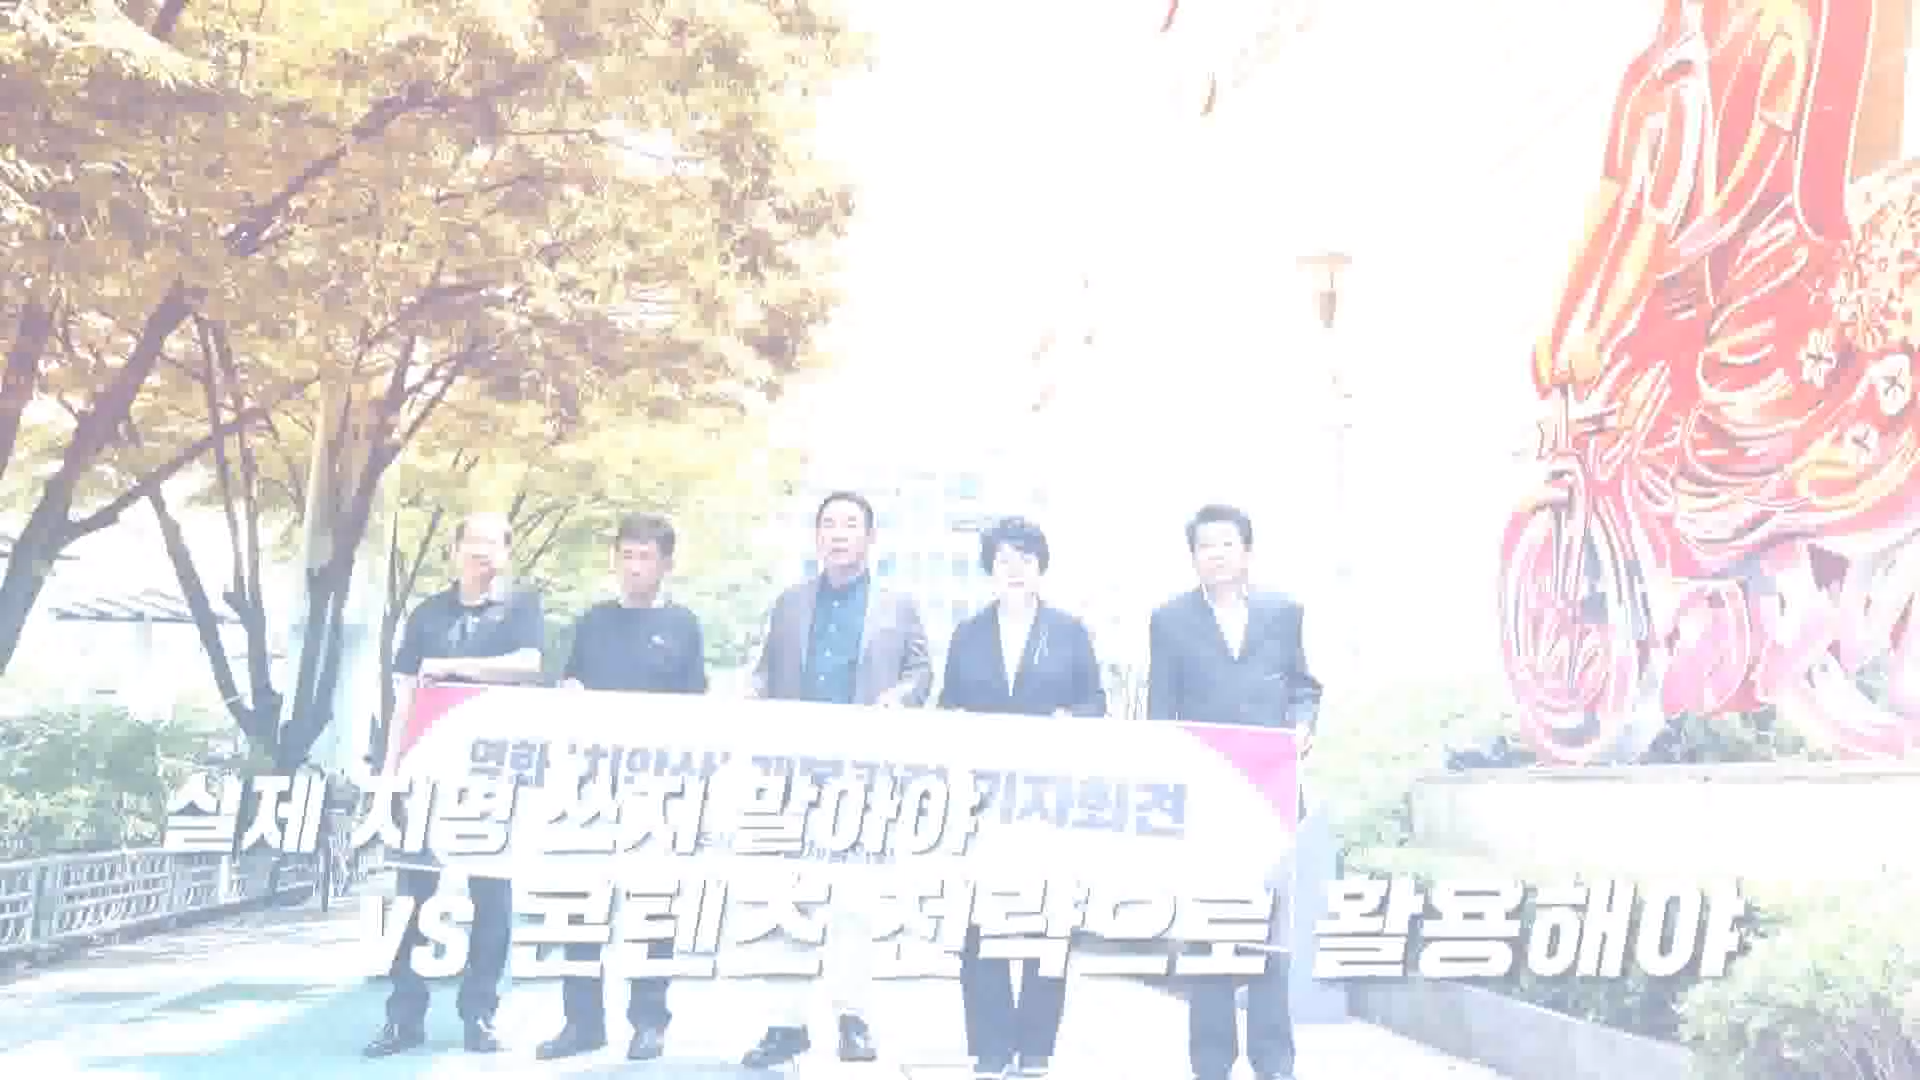 영화 '치악산' 기자회견
실제 지명 쓰지 말아야
vs 콘텐츠 전략으로 활용해야